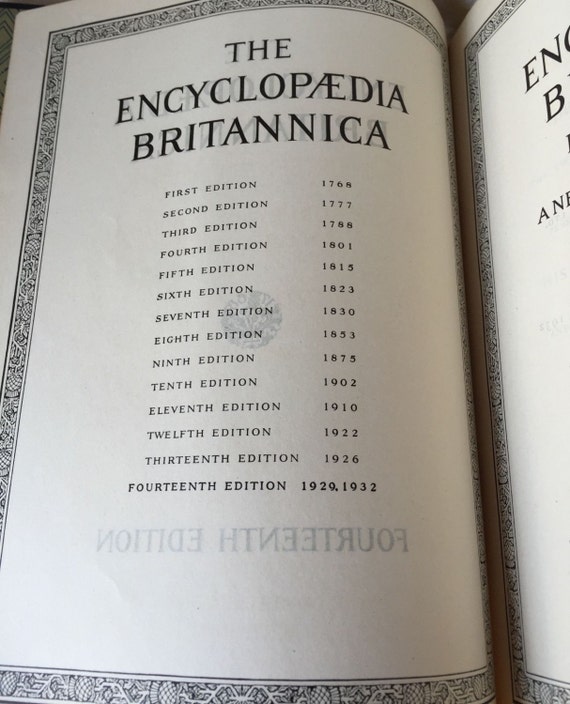 THE
ENCYCLOPÆDIA
BRITANNICA
FIRST EDITION 1768
SECOND EDITION 1777
THIRD EDITION 1788
FOURTH EDITION 1801
FIFTH EDITION 1815
SIXTH EDITION 1823
SEVENTH EDITION 1830
EIGHTH EDITION 1853
NINTH EDITION 1875
TENTH EDITION 1902
ELEVENTH EDITION 1910
TWELFTH EDITION 1922
THIRTEENTH EDITION 1926
FOURTEENTH EDITION 1929, 1932
FOURTEENTH EDITION